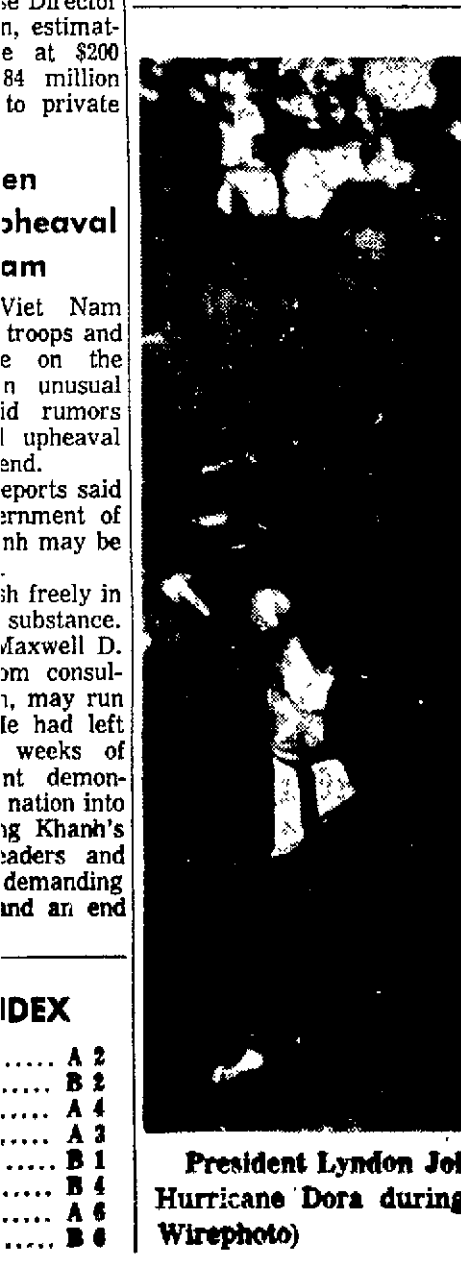 se Director
n, estimat-
e at $200
84 million
to private
en
pheaval
am
Viet Nam
troops and
e on the
n unusual
id rumors
l upheaval
end.
eports said
ernment of
nh may be
sh freely in
substance.
Maxwell D.
om consul-
n, may run
He had left
weeks of
nt demon-
nation into
ng Khanh's
eaders and
demanding
and an end
NDEX
..... A 2
..... B 2
..... A 4
..... A 3
..... B 1
..... B 4
..... A 6
..... B 6
President Lyndon Jo
Hurricane Dora during
Wirephoto)